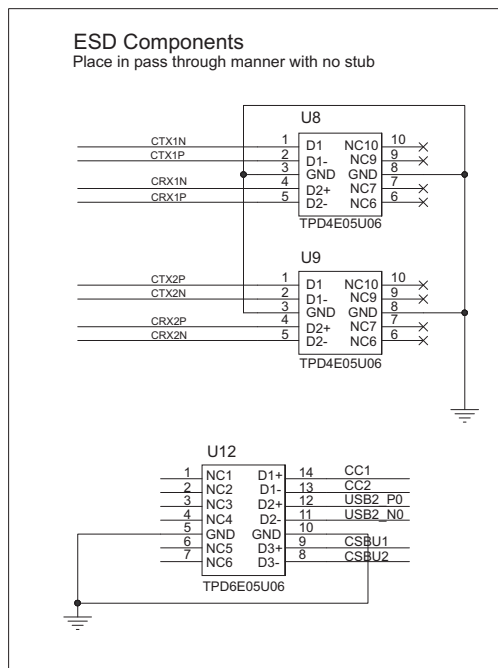 ESD Components
Place in pass through manner with no stub
U8
CTX1N 1 D1 NC10 10
CTX1P 2 D1- NC9 9
3 GND GND 8
CRX1N 4 D2+ NC7 7
CRX1P 5 D2- NC6 6
TPD4E05U06
U9
CTX2P 1 D1 NC10 10
CTX2N 2 D1- NC9 9
3 GND GND 8
CRX2P 4 D2+ NC7 7
CRX2N 5 D2- NC6 6
TPD4E05U06
U12
1 NC1 D1+ 14 CC1
2 NC2 D1- 13 CC2
3 NC3 D2+ 12 USB2_P0
4 NC4 D2- 11 USB2_N0
5 GND GND 10
6 NC5 D3+ 9 CSBU1
7 NC6 D3- 8 CSBU2
TPD6E05U06